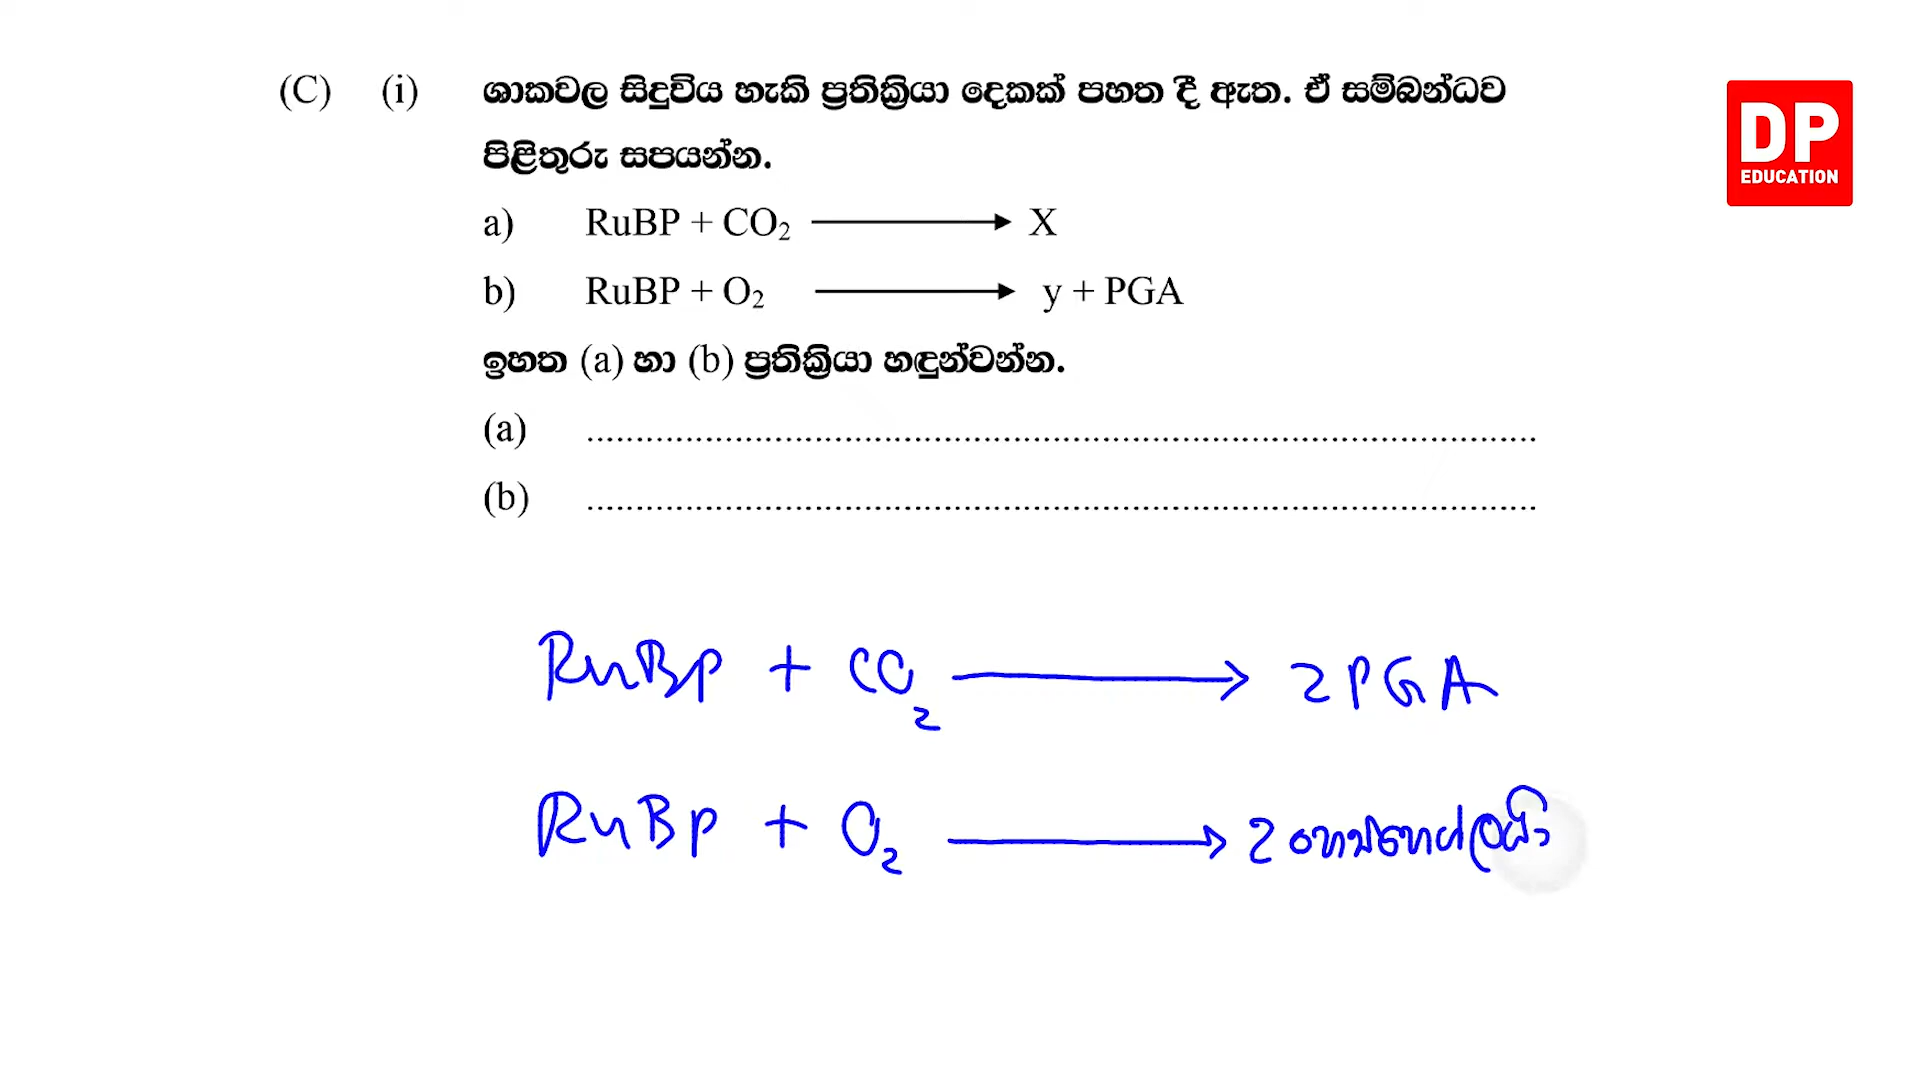 (C) (i) ශාකවල සිදුවිය හැකි ප්‍රතික්‍රියා දෙකක් පහත දී ඇත. ඒ සම්බන්ධව
පිළිතුරු සපයන්න.
DP
EDUCATION
a) RuBP + CO₂ ⟶ X
b) RuBP + O₂ ⟶ y + PGA
ඉහත (a) හා (b) ප්‍රතික්‍රියා හඳුන්වන්න.
(a) ................................................................................................
(b) ................................................................................................
RuBP + CO₂ ⟶ 2PGA
RuBP + O₂ ⟶ 2